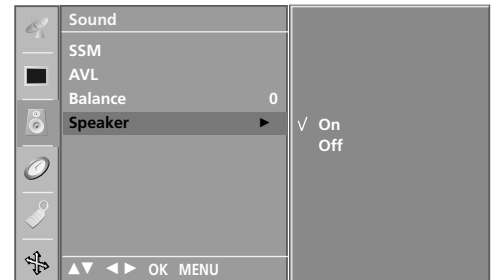 Sound
SSM
AVL
Balance 0
Speaker ►
√ On
Off
▲▼ ◄► OK MENU